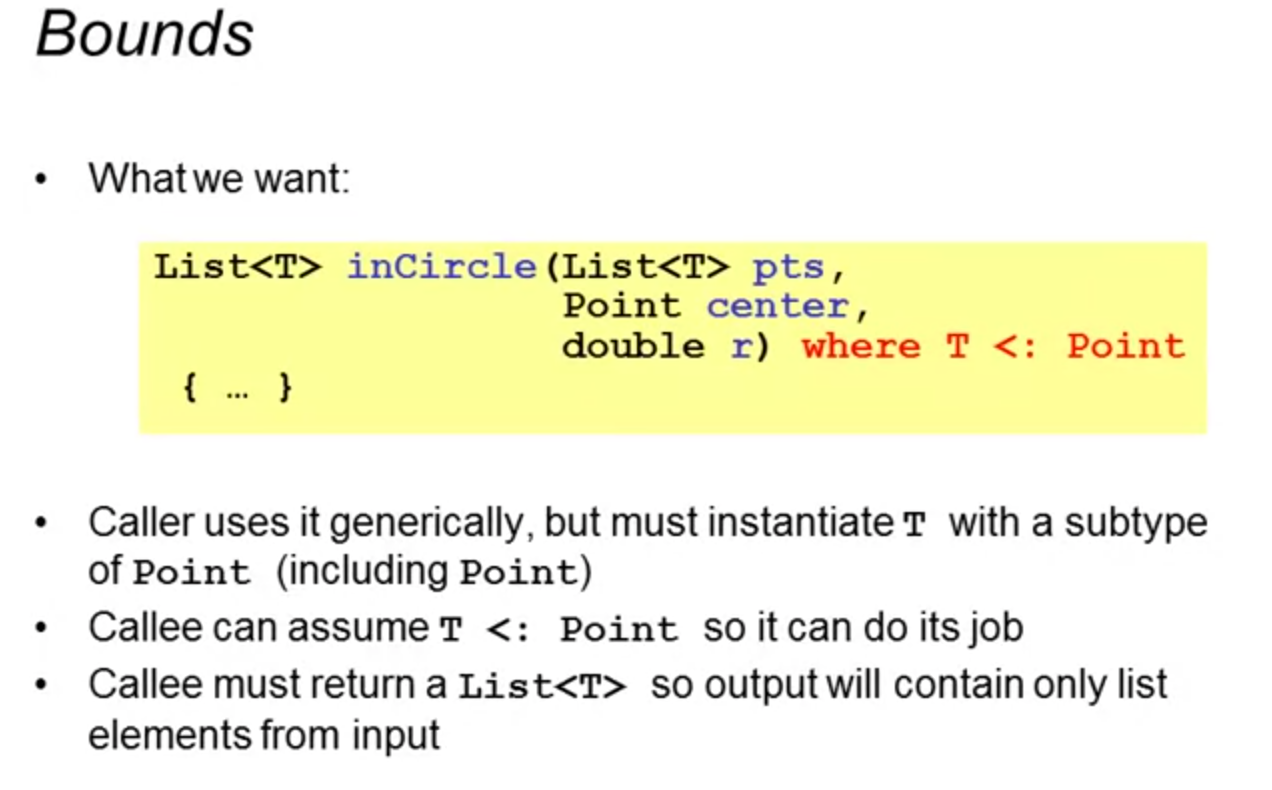 Bounds
• What we want:
List<T> inCircle(List<T> pts,
Point center,
double r) where T <: Point
{ … }
• Caller uses it generically, but must instantiate T with a subtype
of Point (including Point)
• Callee can assume T <: Point so it can do its job
• Callee must return a List<T> so output will contain only list
elements from input